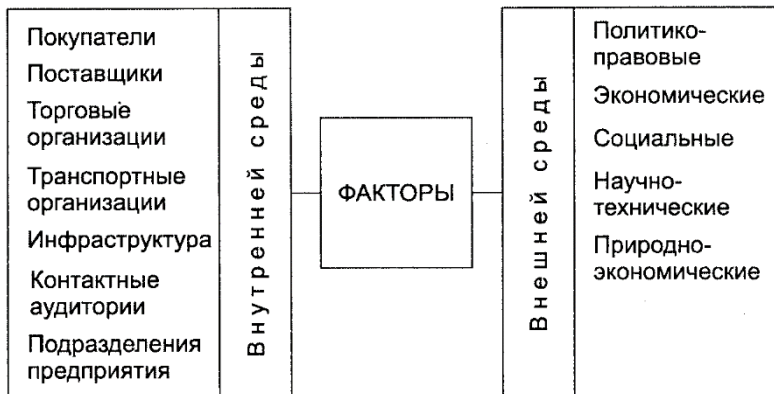 Покупатели
Поставщики
Торговые
организации
Транспортные
организации
Инфраструктура
Контактные
аудитории
Подразделения
предприятия
Внутренней среды
ФАКТОРЫ
Внешней среды
Политико-
правовые
Экономические
Социальные
Научно-
технические
Природно-
экономические